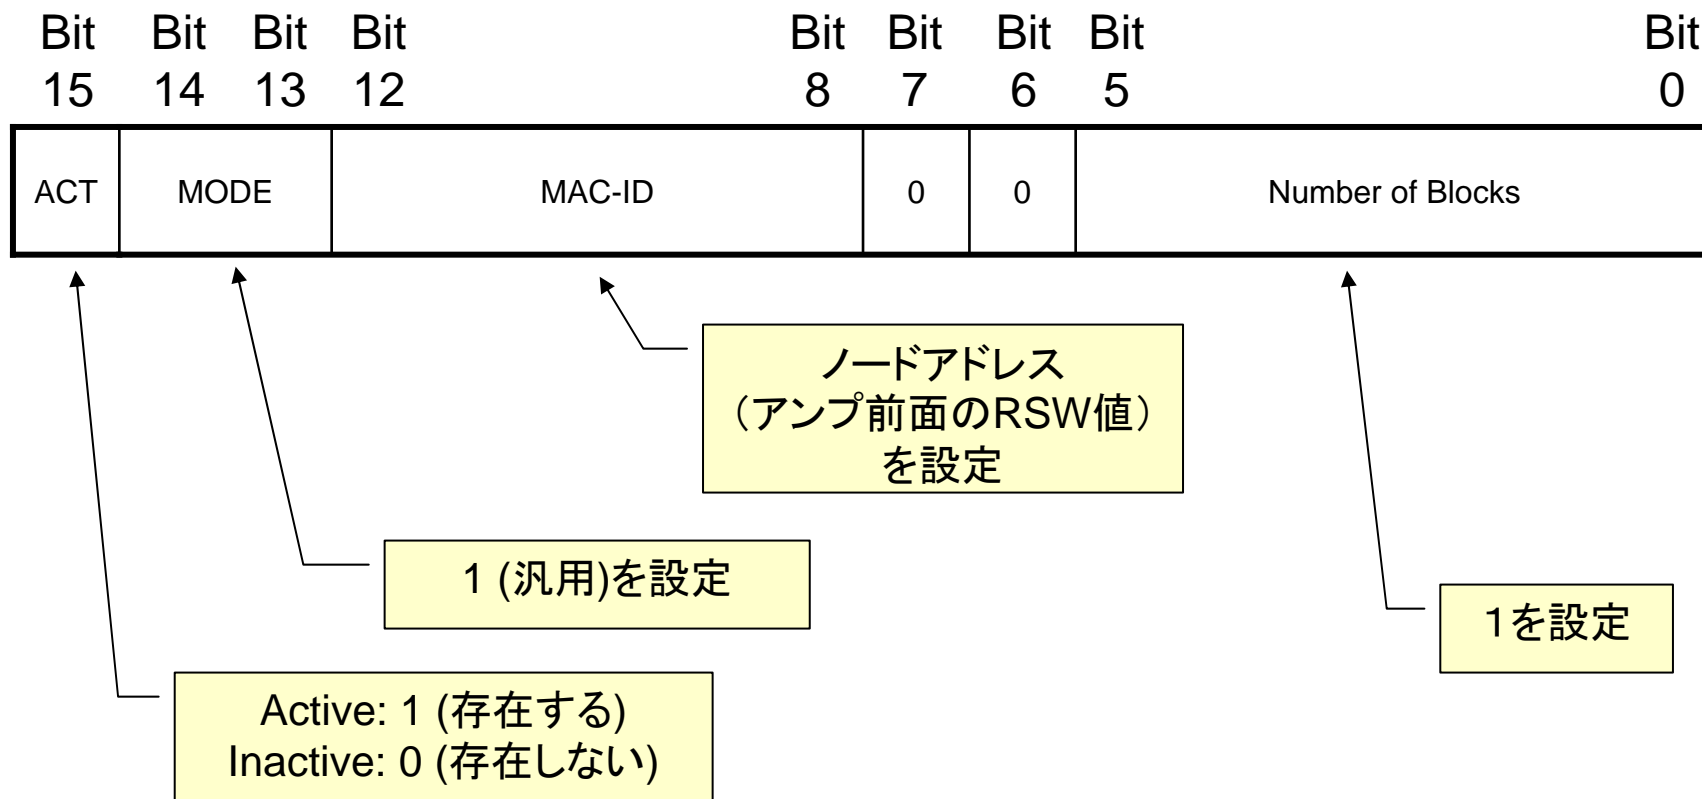 Bit Bit Bit Bit Bit Bit Bit Bit Bit
15 14 13 12 8 7 6 5 0
ACT MODE MAC-ID 0 0 Number of Blocks
ノードアドレス
（アンプ前面のRSW値）
を設定
1 (汎用)を設定
1を設定
Active: 1 (存在する)
Inactive: 0 (存在しない)